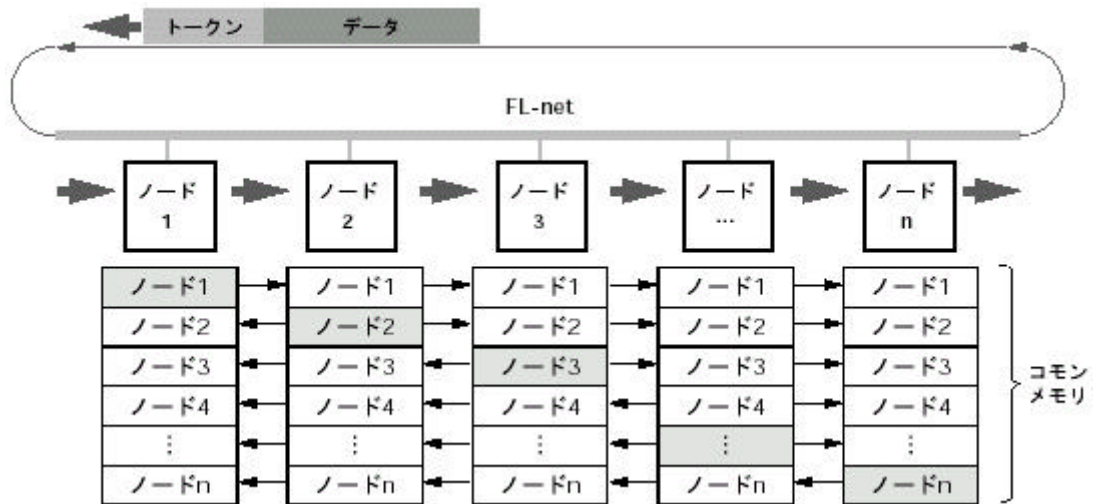 トークン データ
FL-net
ノード 1
ノード 2
ノード 3
ノード …
ノード n
ノード1 ノード1 ノード1 ノード1 ノード1
ノード2 ノード2 ノード2 ノード2 ノード2
ノード3 ノード3 ノード3 ノード3 ノード3
ノード4 ノード4 ノード4 ノード4 ノード4
⋮ ⋮ ⋮ ⋮ ⋮
ノードn ノードn ノードn ノードn ノードn
コモン
メモリ